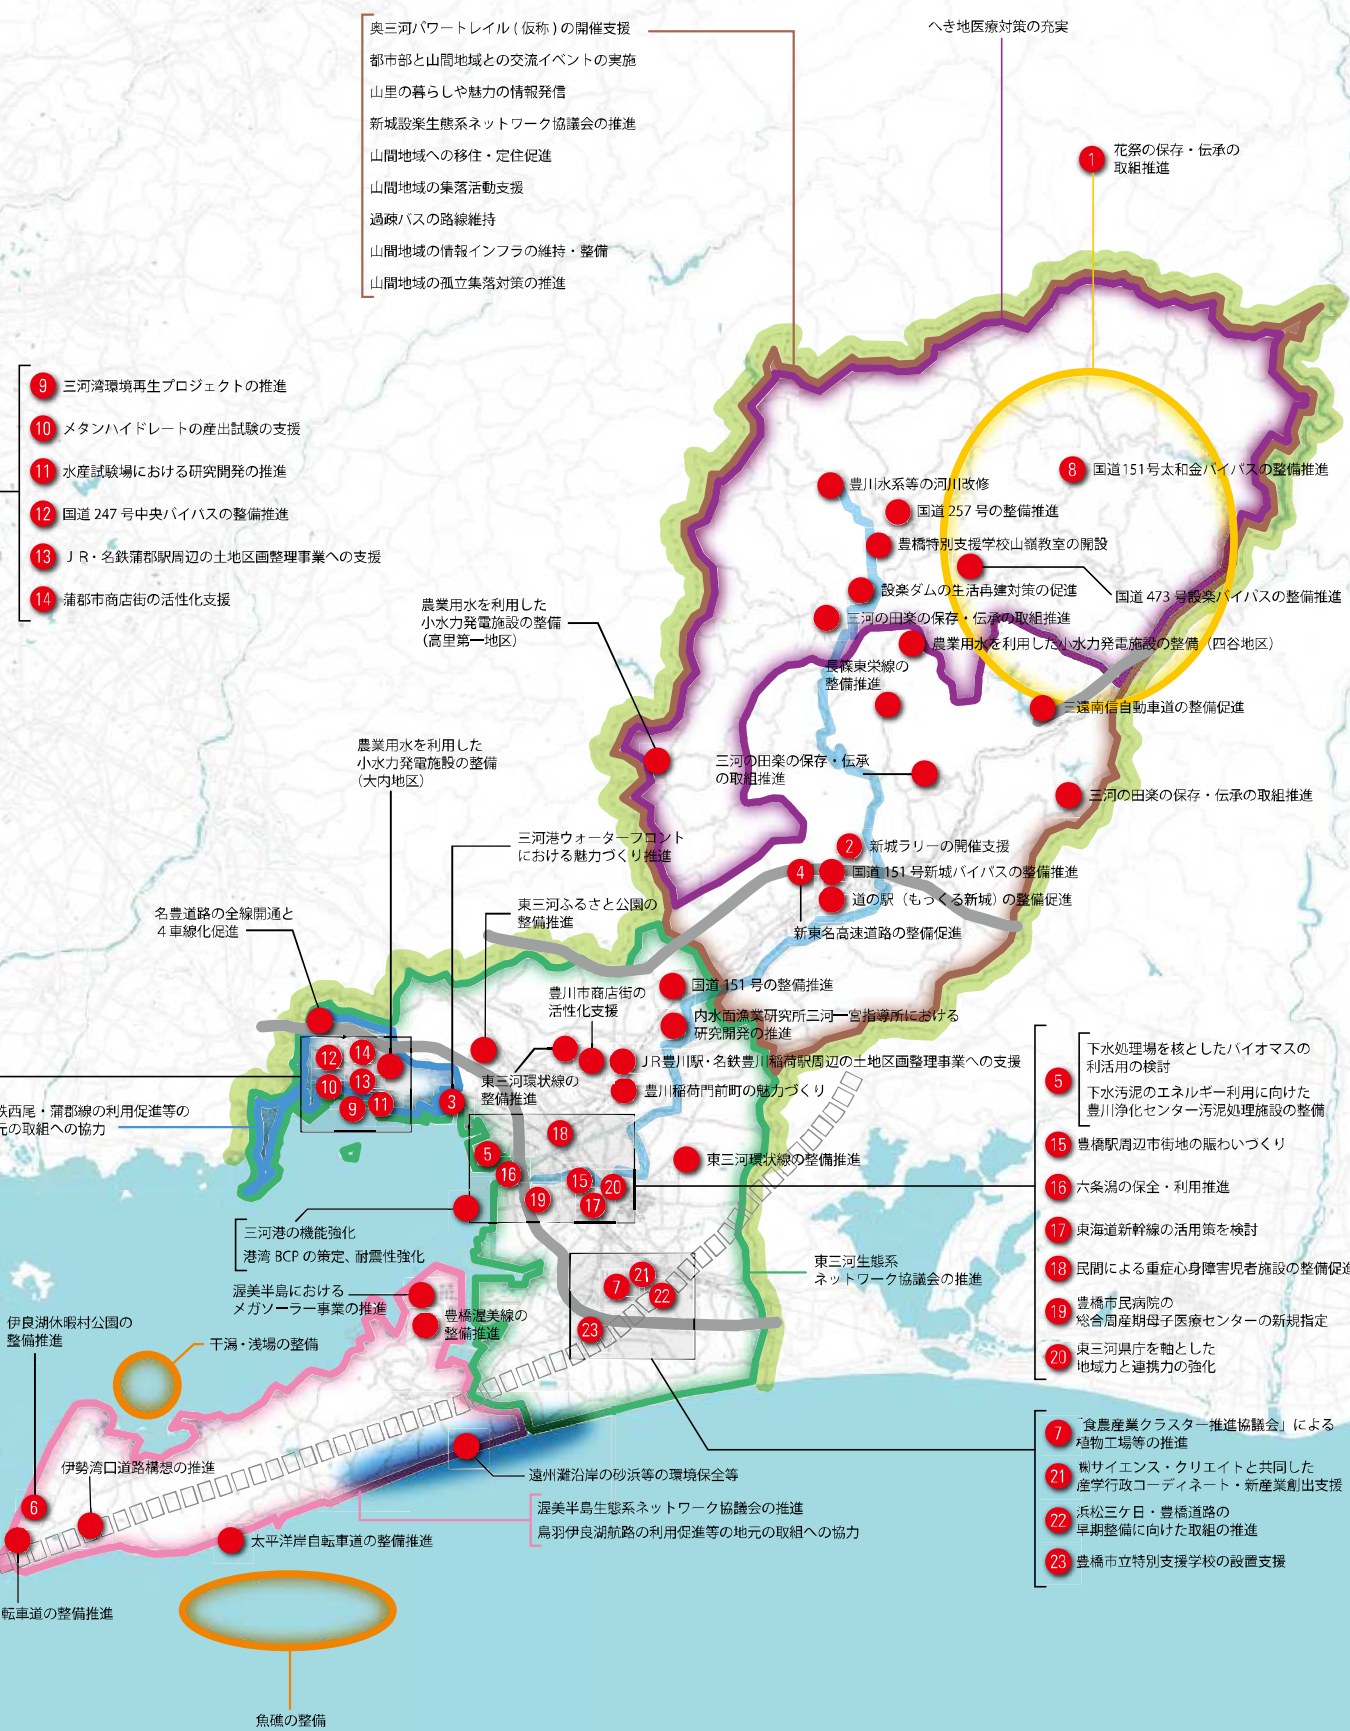 奥三河パワートレイル(仮称)の開催支援
都市部と山間地域との交流イベントの実施
山里の暮らしや魅力の情報発信
新城設楽生態系ネットワーク協議会の推進
山間地域への移住・定住促進
山間地域の集落活動支援
過疎バスの路線維持
山間地域の情報インフラの維持・整備
山間地域の孤立集落対策の推進
へき地医療対策の充実
1 花祭の保存・伝承の
取組推進
9 三河湾環境再生プロジェクトの推進
10 メタンハイドレートの産出試験の支援
11 水産試験場における研究開発の推進
12 国道247号中央バイパスの整備推進
13 JR・名鉄蒲郡駅周辺の土地区画整理事業への支援
14 蒲郡市商店街の活性化支援
8 国道151号太和金バイパスの整備推進
豊川水系等の河川改修
国道257号の整備推進
豊橋特別支援学校山嶺教室の開設
設楽ダムの生活再建対策の促進
国道473号設楽バイパスの整備推進
三河の田楽の保存・伝承の取組推進
農業用水を利用した小水力発電施設の整備(四谷地区)
農業用水を利用した
小水力発電施設の整備
(高里第一地区)
長篠東栄線の
整備推進
三遠南信自動車道の整備促進
農業用水を利用した
小水力発電施設の整備
(大内地区)
三河の田楽の保存・伝承
の取組推進
三河の田楽の保存・伝承の取組推進
三河港ウォーターフロント
における魅力づくり推進
2 新城ラリーの開催支援
4 国道151号新城バイパスの整備推進
道の駅(もっくる新城)の整備促進
新東名高速道路の整備促進
東三河ふるさと公園の
整備推進
名豊道路の全線開通と
4車線化促進
国道151号の整備推進
豊川市商店街の
活性化支援
内水面漁業研究所三河一宮指導所における
研究開発の推進
JR豊川駅・名鉄豊川稲荷駅周辺の土地区画整理事業への支援
東三河環状線の
整備推進
豊川稲荷門前町の魅力づくり
12 14
10 13
9 11
3
鉄西尾・蒲郡線の利用促進等の
元の取組への協力
18
5
16
15 20
19 17
東三河環状線の整備推進
5 下水処理場を核としたバイオマスの
利活用の検討
下水汚泥のエネルギー利用に向けた
豊川浄化センター汚泥処理施設の整備
15 豊橋駅周辺市街地の賑わいづくり
16 六条潟の保全・利用推進
17 東海道新幹線の活用策を検討
18 民間による重症心身障害児者施設の整備促進
19 豊橋市民病院の
総合周産期母子医療センターの新規指定
20 東三河県庁を軸とした
地域力と連携力の強化
三河港の機能強化
港湾BCPの策定、耐震性強化
東三河生態系
ネットワーク協議会の推進
21
7 22
23
渥美半島における
メガソーラー事業の推進
豊橋渥美線の
整備推進
伊良湖休暇村公園の
整備推進
干潟・浅場の整備
7 「食農産業クラスター推進協議会」による
植物工場等の推進
21 ㈱サイエンス・クリエイトと共同した
産学行政コーディネート・新産業創出支援
22 浜松三ケ日・豊橋道路の
早期整備に向けた取組の推進
23 豊橋市立特別支援学校の設置支援
伊勢湾口道路構想の推進
遠州灘沿岸の砂浜等の環境保全等
6
渥美半島生態系ネットワーク協議会の推進
鳥羽伊良湖航路の利用促進等の地元の取組への協力
太平洋岸自転車道の整備推進
転車道の整備推進
魚礁の整備